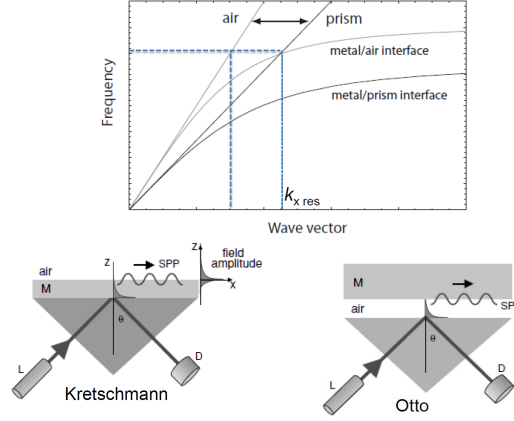 air
prism
metal/air interface
metal/prism interface
Frequency
k x res
Wave vector
z
SPP
z
field
amplitude
x
air
M
θ
L
D
Kretschmann
M
air
SP
θ
L
D
Otto